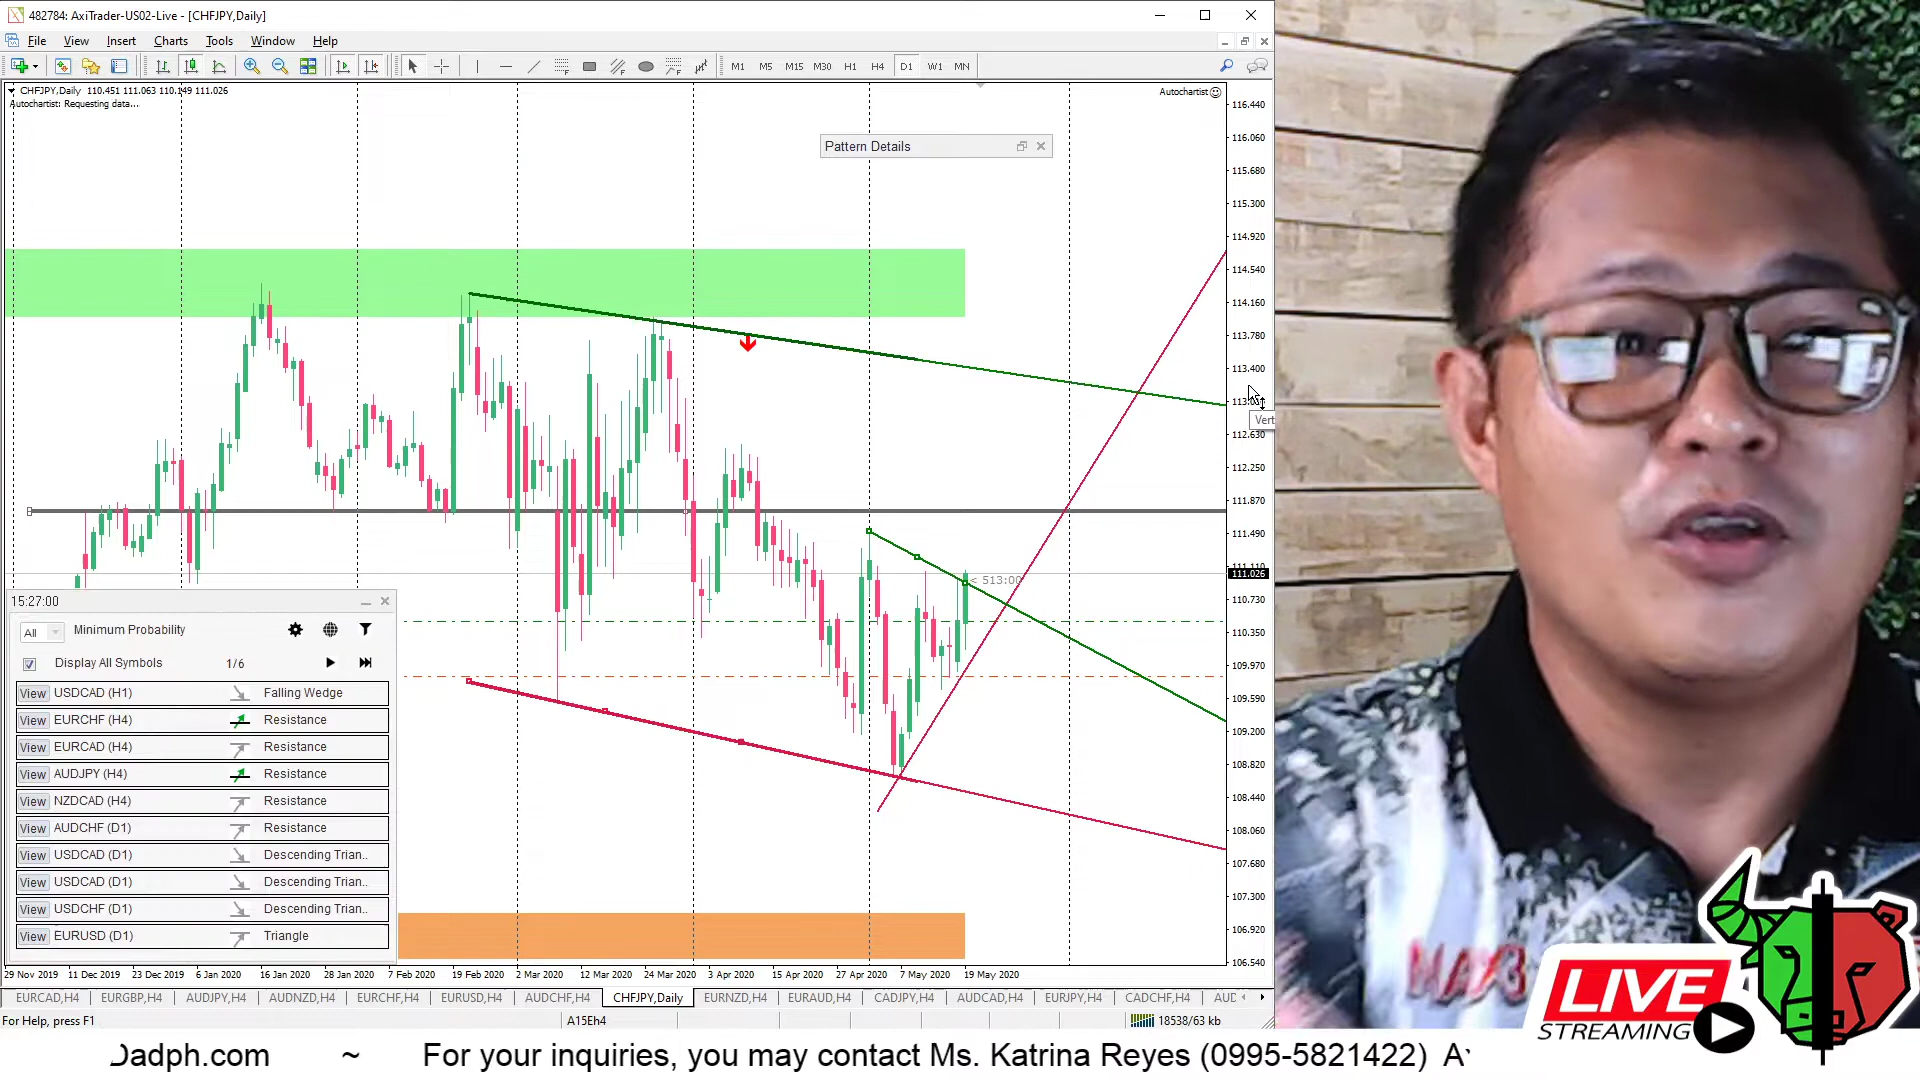 482784: AxiTrader-US02-Live - [CHFJPY,Daily]
File View Insert Charts Tools Window Help
M1 M5 M15 M30 H1 H4 D1 W1 MN
CHFJPY,Daily 110.451 111.063 110.149 111.026
Autochartist: Requesting data...
Autochartist
Pattern Details
116.440
116.060
115.680
115.300
114.920
114.540
114.160
113.780
113.400
Vert
112.630
112.250
111.870
111.490
111.026
110.730
110.350
109.970
109.590
109.200
108.820
108.440
108.060
107.680
107.300
106.920
106.540
< 513:00
15:27:00
All Minimum Probability
Display All Symbols 1/6
View USDCAD (H1) Falling Wedge
View EURCHF (H4) Resistance
View EURCAD (H4) Resistance
View AUDJPY (H4) Resistance
View NZDCAD (H4) Resistance
View AUDCHF (D1) Resistance
View USDCAD (D1) Descending Trian..
View USDCAD (D1) Descending Trian..
View USDCHF (D1) Descending Trian..
View EURUSD (D1) Triangle
29 Nov 2019 11 Dec 2019 23 Dec 2019 6 Jan 2020 16 Jan 2020 28 Jan 2020 7 Feb 2020 19 Feb 2020 2 Mar 2020 12 Mar 2020 24 Mar 2020 3 Apr 2020 15 Apr 2020 27 Apr 2020 7 May 2020 19 May 2020
EURCAD,H4 EURGBP,H4 AUDJPY,H4 AUDNZD,H4 EURCHF,H4 EURUSD,H4 AUDCHF,H4 CHFJPY,Daily EURNZD,H4 EURAUD,H4 CADJPY,H4 AUDCAD,H4 EURJPY,H4 CADCHF,H4 AUD
For Help, press F1 A15Eh4 18538/63 kb
MAX3
LIVE
STREAMING
Dadph.com ~ For your inquiries, you may contact Ms. Katrina Reyes (0995-5821422)